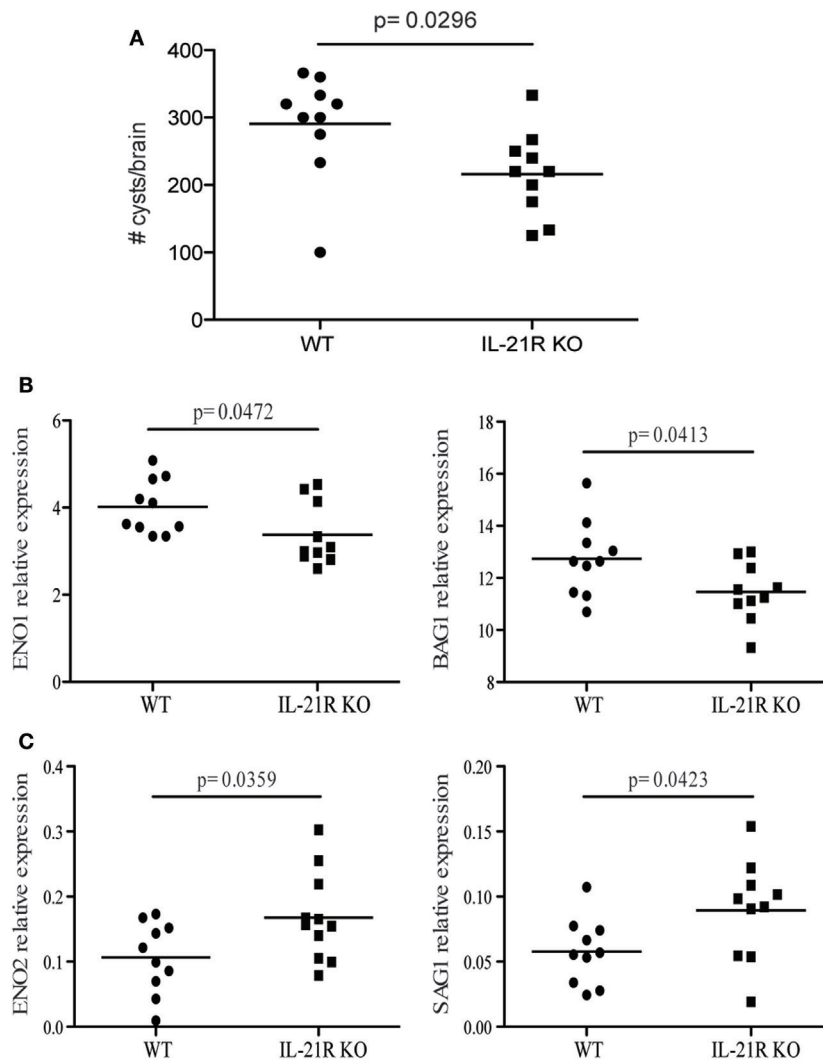 A
p= 0.0296
# cysts/brain
400
300
200
100
0
WT
IL-21R KO
B
p= 0.0472
ENO1 relative expression
6
4
2
0
WT
IL-21R KO
p= 0.0413
BAG1 relative expression
18
16
14
12
10
8
WT
IL-21R KO
C
p= 0.0359
ENO2 relative expression
0.4
0.3
0.2
0.1
0.0
WT
IL-21R KO
p= 0.0423
SAG1 relative expression
0.20
0.15
0.10
0.05
0.00
WT
IL-21R KO